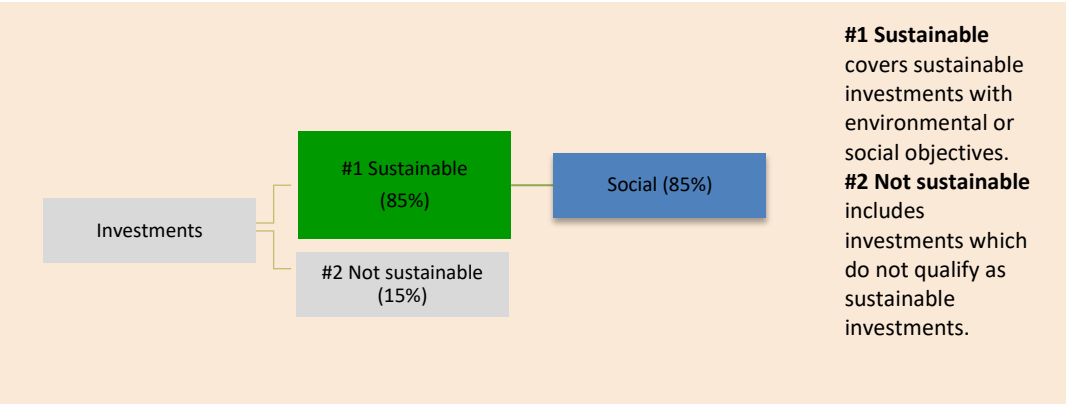 Investments
#1 Sustainable
(85%)
#2 Not sustainable
(15%)
Social (85%)
#1 Sustainable
covers sustainable
investments with
environmental or
social objectives.
#2 Not sustainable
includes
investments which
do not qualify as
sustainable
investments.